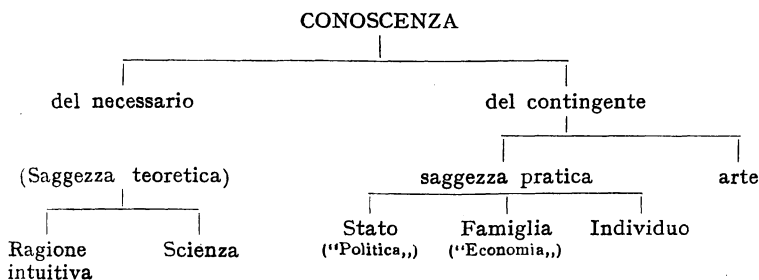 CONOSCENZA
del necessario del contingente
(Saggezza teoretica) saggezza pratica arte
Stato Famiglia Individuo
(“Politica,,) (“Economia,,)
Ragione Scienza
intuitiva